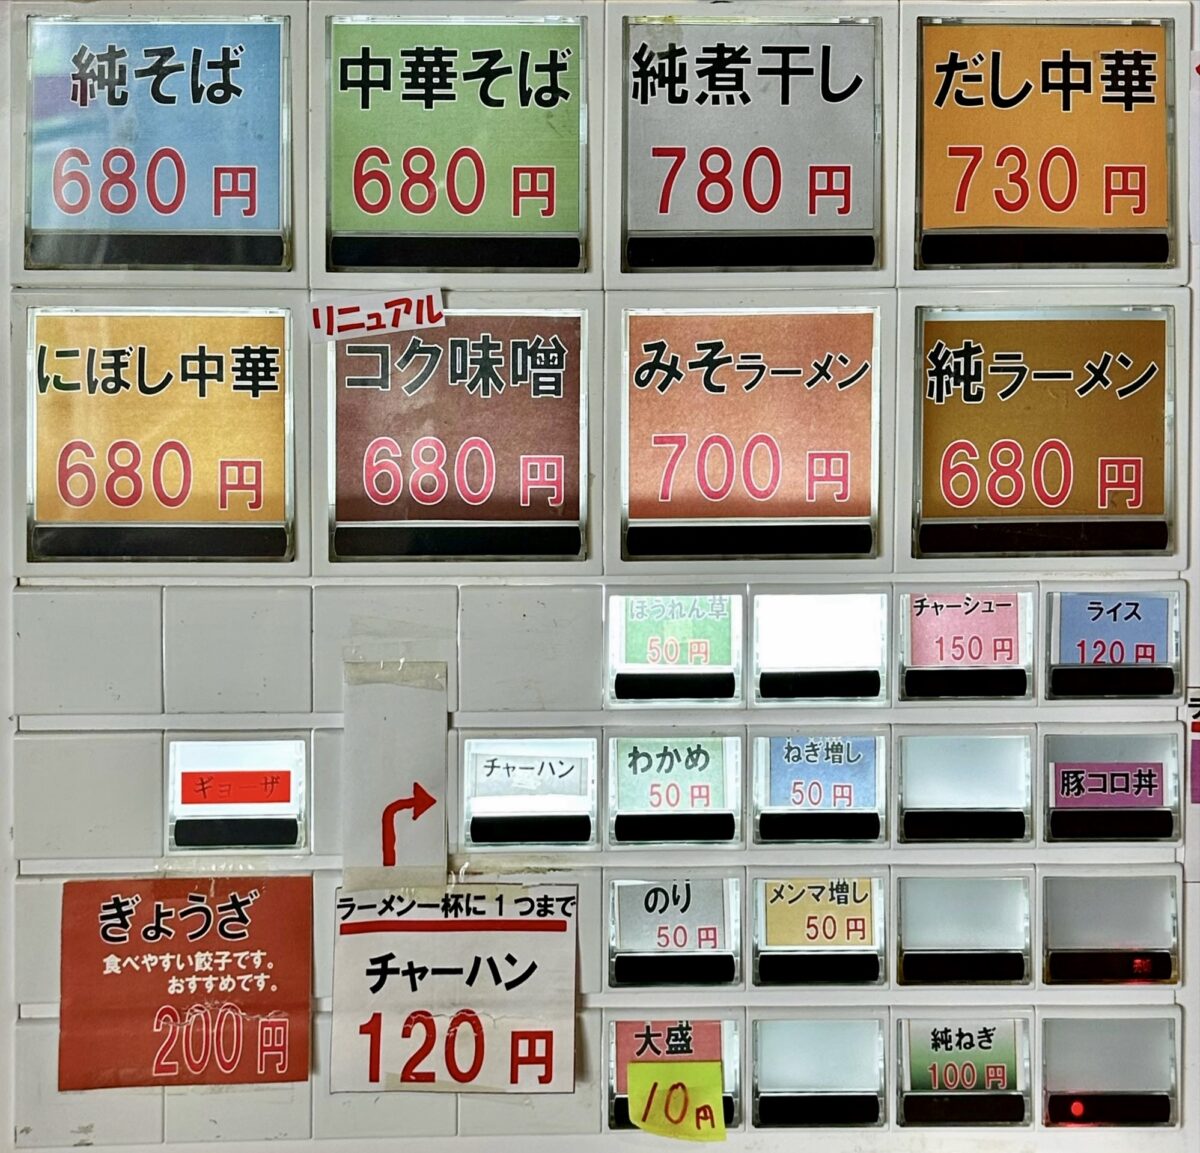 純そば
680円
中華そば
680円
純煮干し
780円
だし中華
730円
にぼし中華
680円
リニュアル
コク味噌
680円
みそラーメン
700円
純ラーメン
680円
ほうれん草
50円
チャーシュー
150円
ライス
120円
ギョーザ
チャーハン
わかめ
50円
ねぎ増し
50円
豚コロ丼
ぎょうざ
食べやすい餃子です。
おすすめです。
200円
ラーメン一杯に1つまで
チャーハン
120円
のり
50円
メンマ増し
50円
大盛
10円
純ねぎ
100円